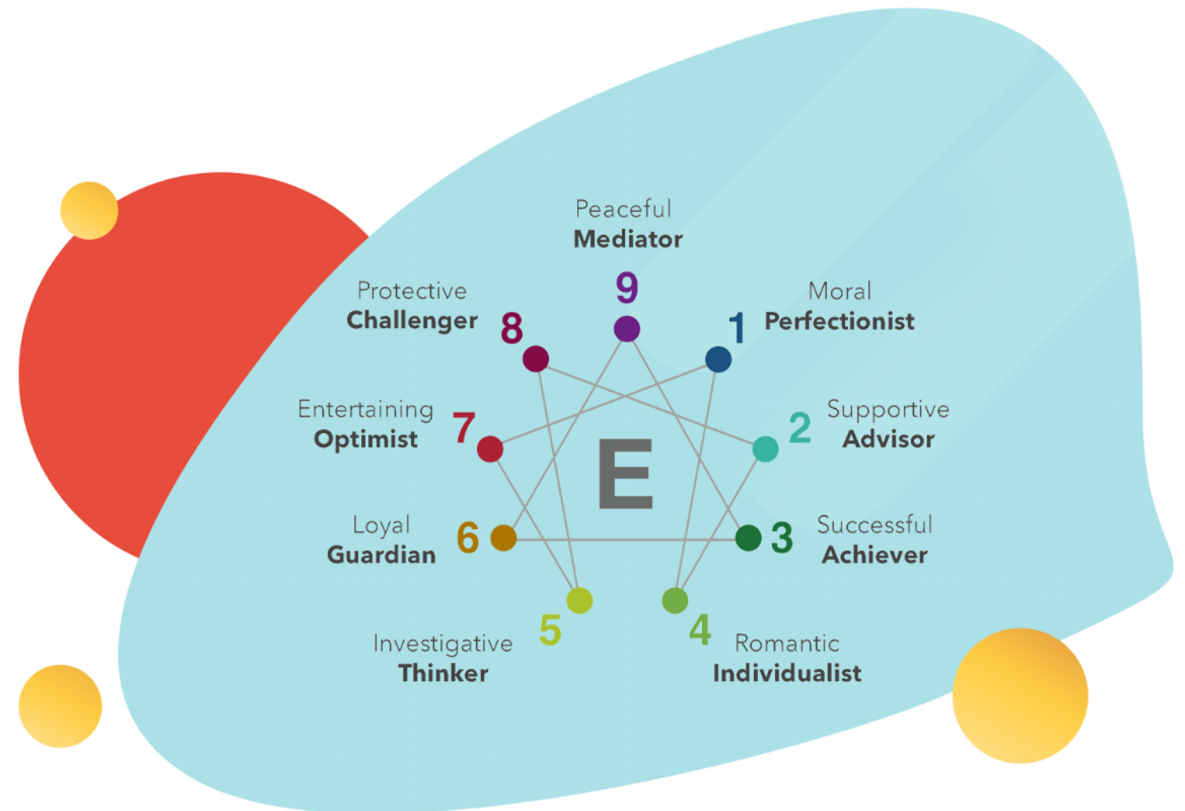 Peaceful
Mediator
9
Protective
Challenger
8
1
Moral
Perfectionist
Entertaining
Optimist
7
2
Supportive
Advisor
E
Loyal
Guardian
6
3
Successful
Achiever
5
Investigative
Thinker
4
Romantic
Individualist